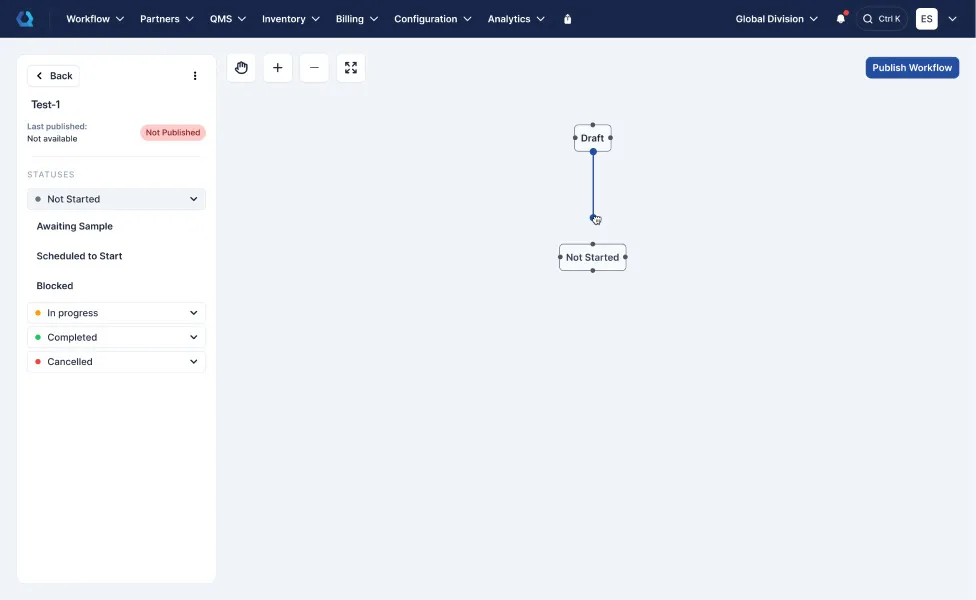 Workflow Partners QMS Inventory Billing Configuration Analytics Global Division Ctrl K ES
Back
Publish Workflow
Test-1
Last published:
Not available
Not Published
STATUSES
Not Started
Awaiting Sample
Scheduled to Start
Blocked
In progress
Completed
Cancelled
Draft
Not Started